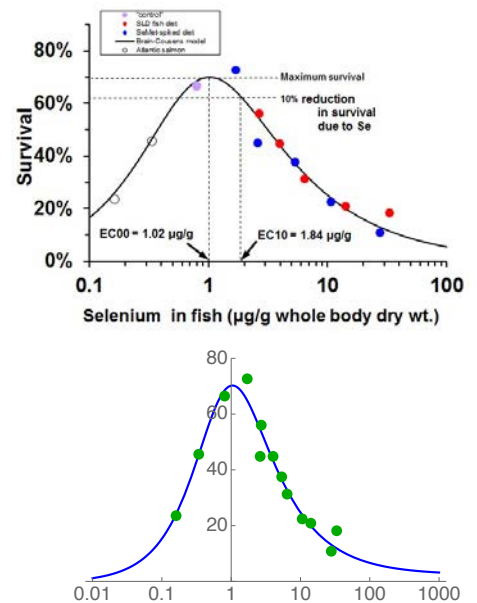 "control"
SLD fish diet
SeMet-spiked diet
Brain-Cousens model
Atlantic salmon
80%
Maximum survival
60%
10% reduction
in survival
due to Se
Survival
40%
20%
EC00 = 1.02 µg/g
EC10 = 1.84 µg/g
0%
0.1
1
10
100
Selenium in fish (µg/g whole body dry wt.)
80
60
40
20
0.01
0.1
1
10
100
1000